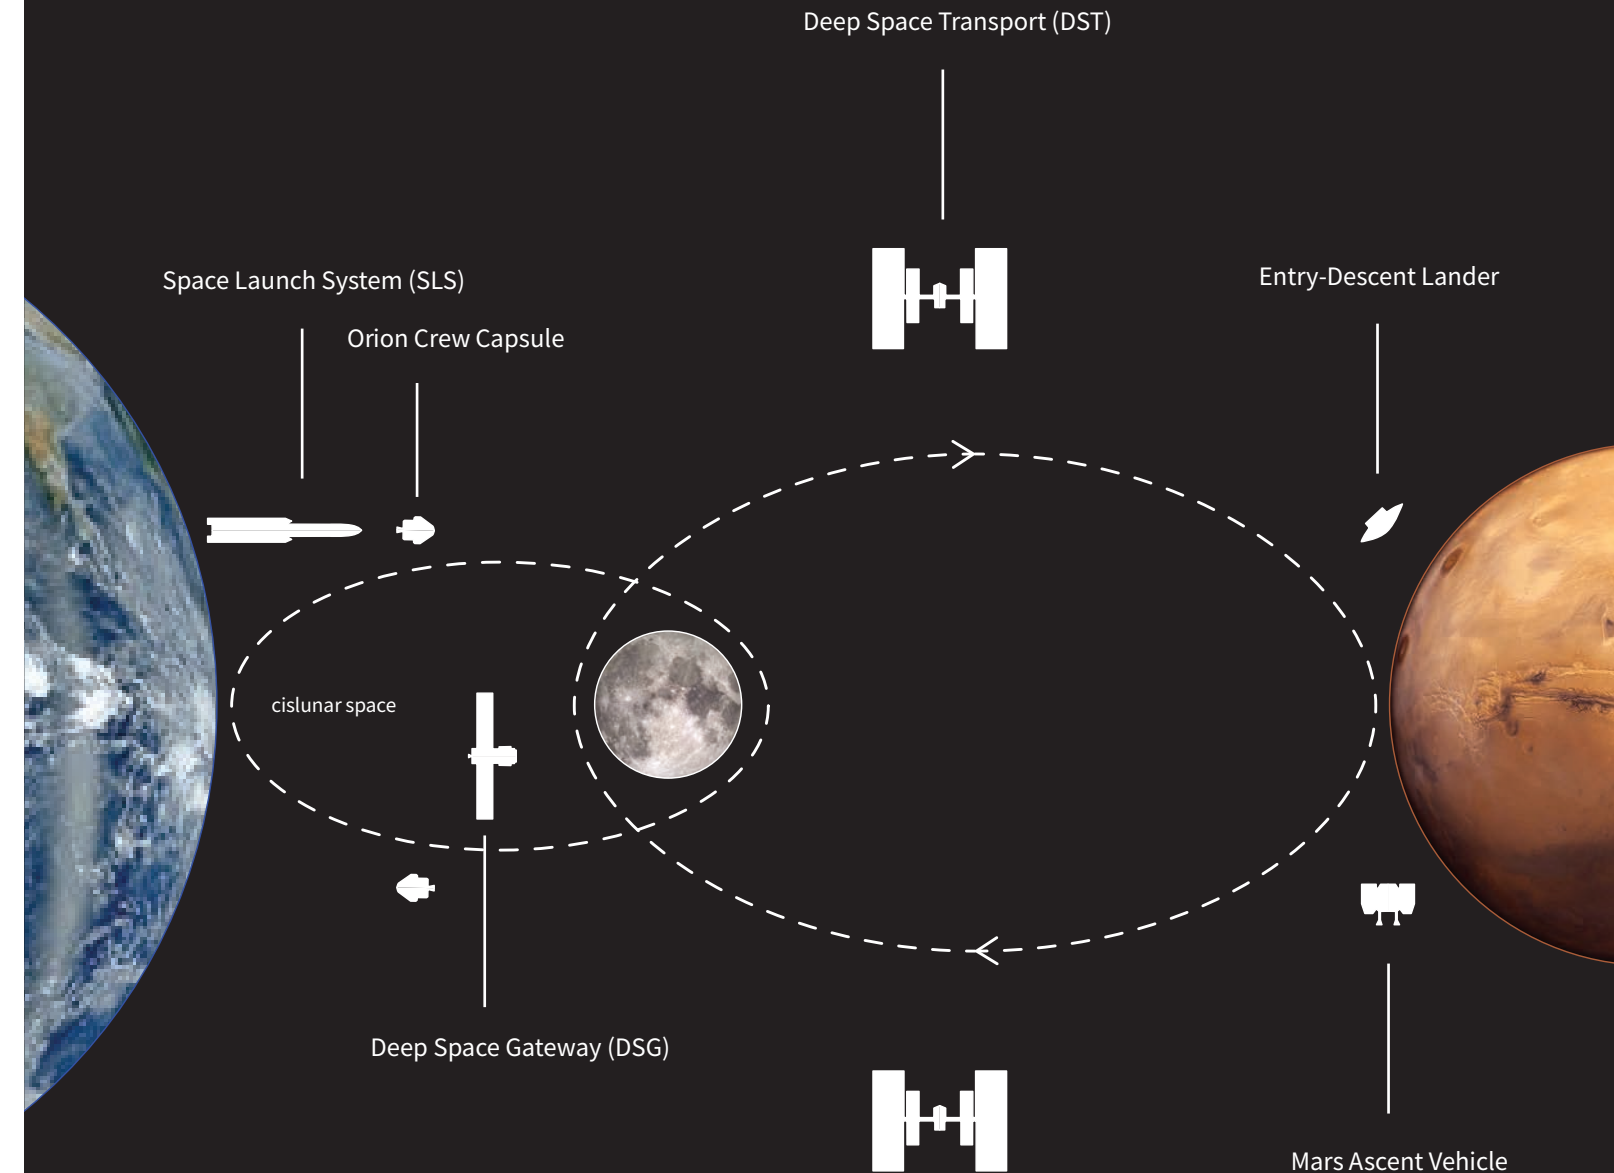 Deep Space Transport (DST)
Space Launch System (SLS)
Entry-Descent Lander
Orion Crew Capsule
cislunar space
Deep Space Gateway (DSG)
Mars Ascent Vehicle